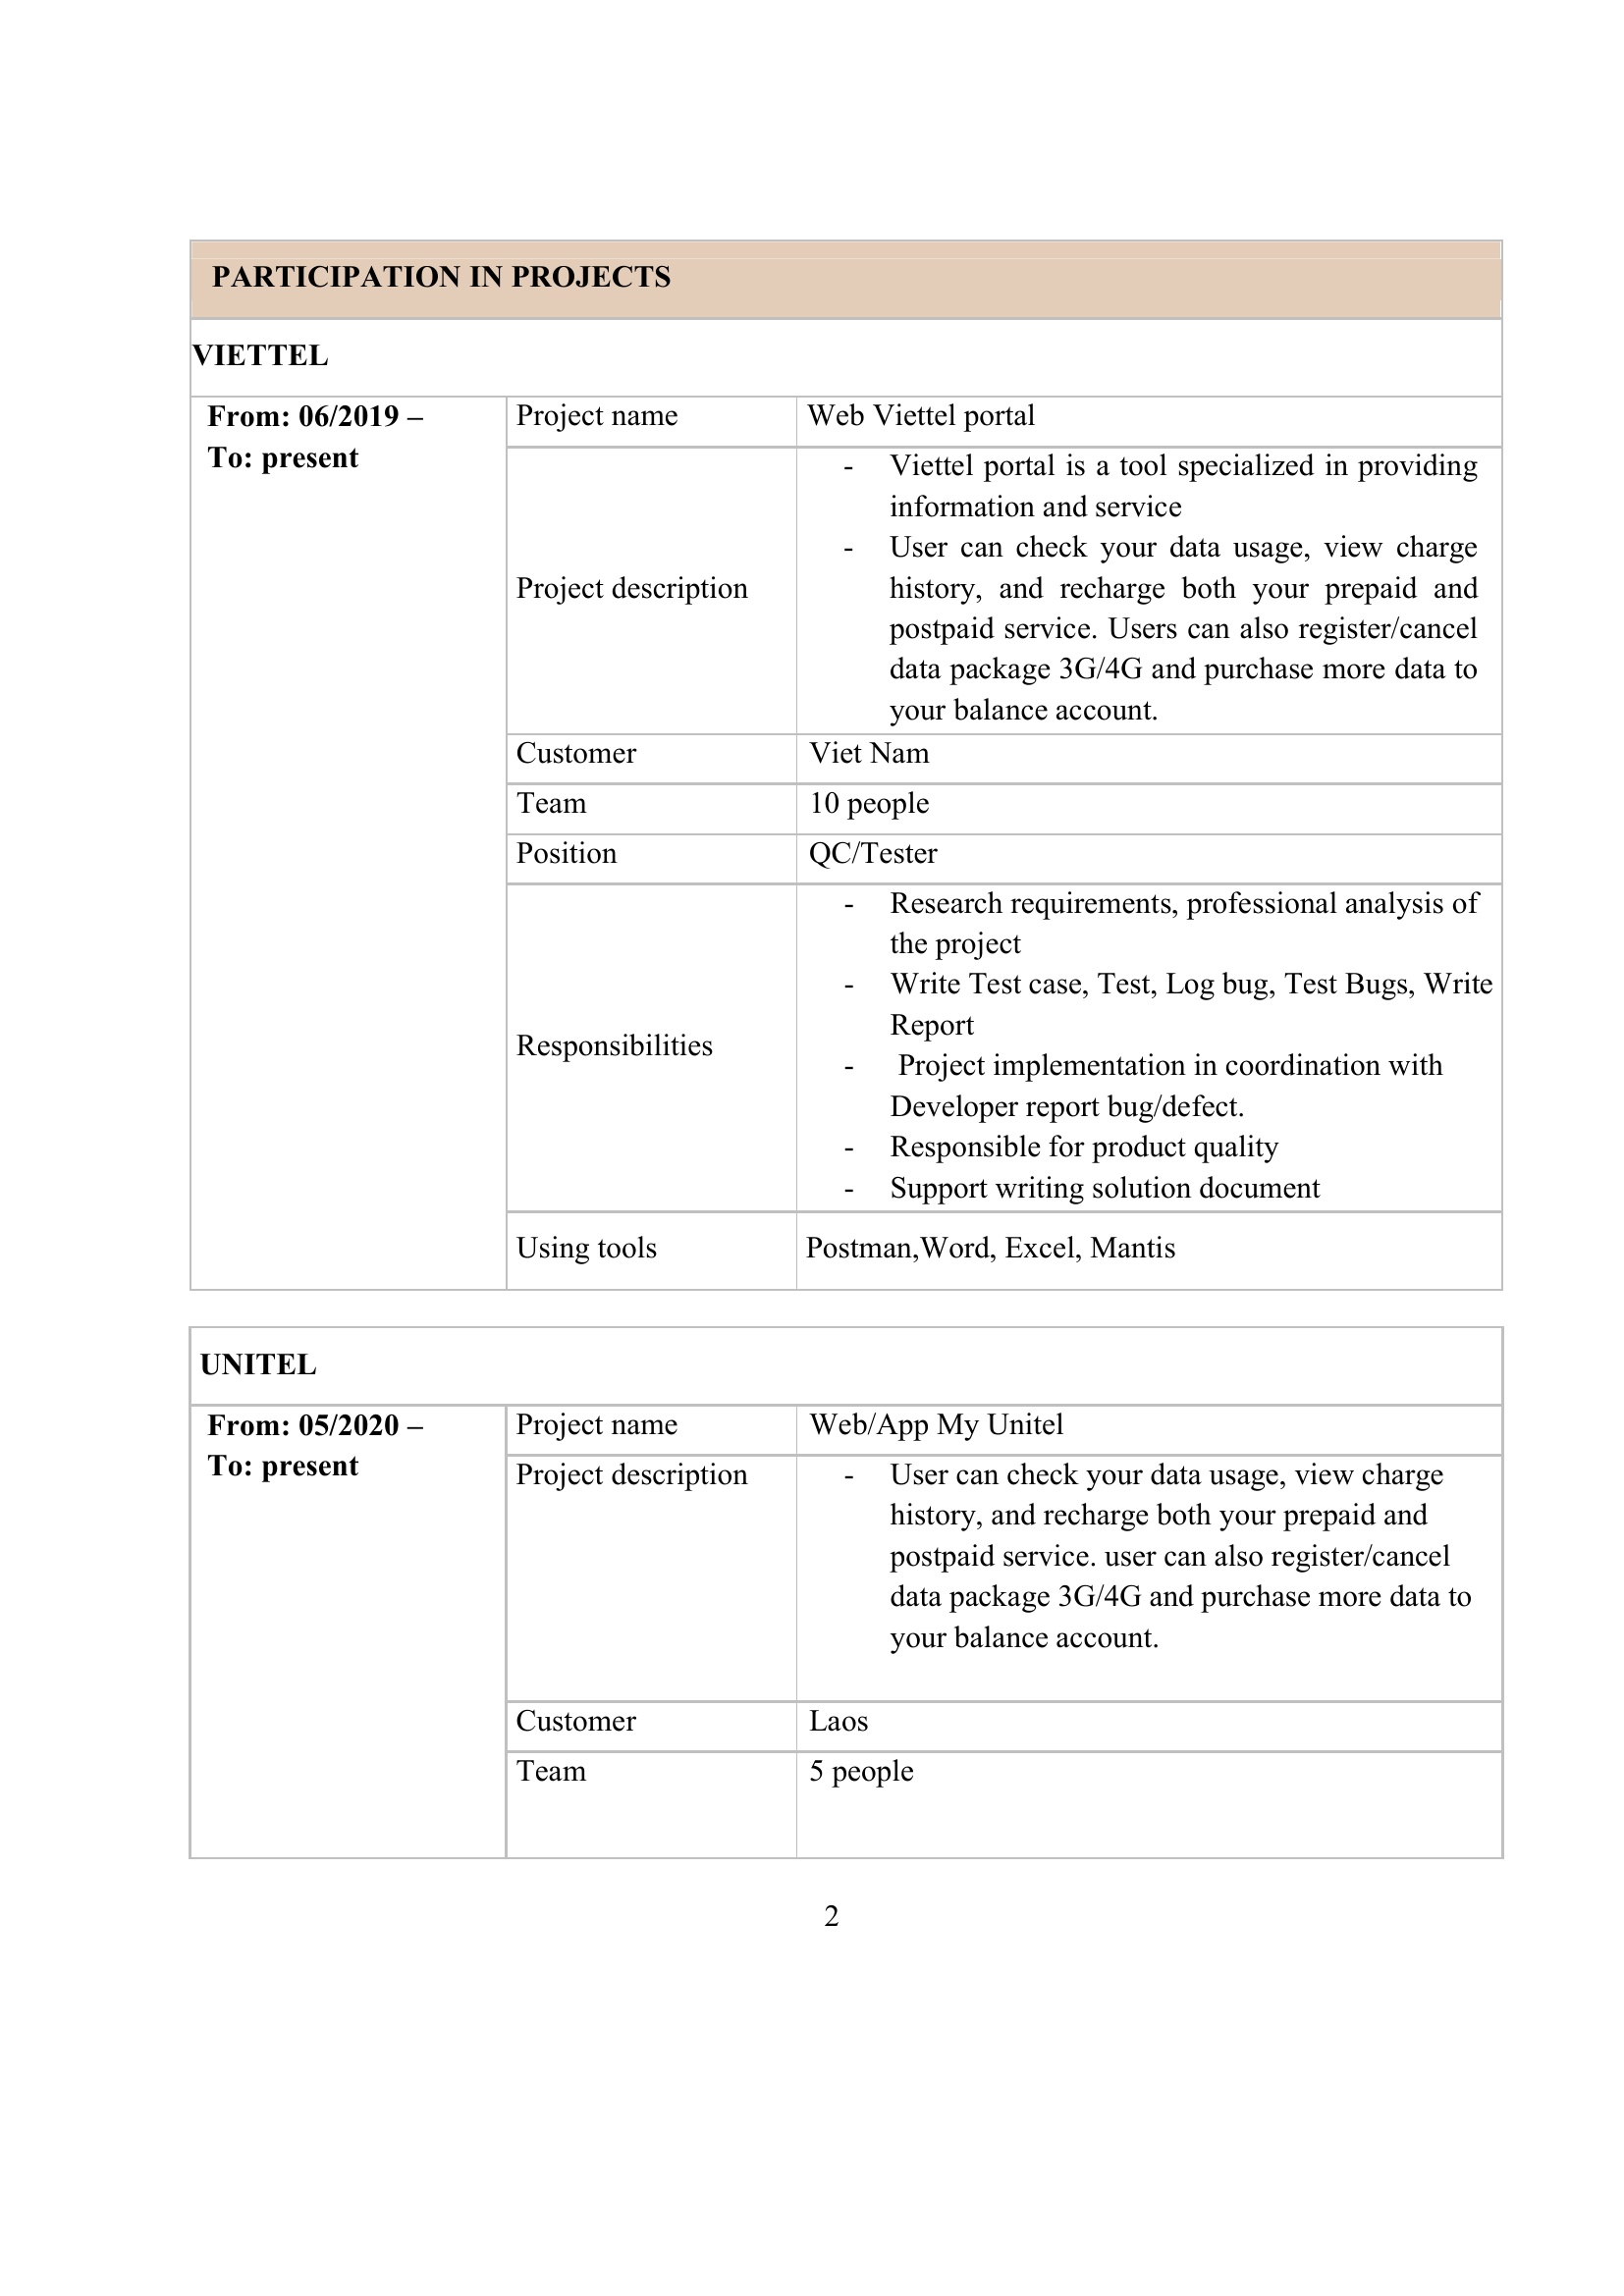 PARTICIPATION IN PROJECTS
VIETTEL
From: 06/2019 –
To: present
Project name
Web Viettel portal
Project description
- Viettel portal is a tool specialized in providing
information and service
- User can check your data usage, view charge
history, and recharge both your prepaid and
postpaid service. Users can also register/cancel
data package 3G/4G and purchase more data to
your balance account.
Customer
Viet Nam
Team
10 people
Position
QC/Tester
Responsibilities
- Research requirements, professional analysis of
the project
- Write Test case, Test, Log bug, Test Bugs, Write
Report
- Project implementation in coordination with
Developer report bug/defect.
- Responsible for product quality
- Support writing solution document
Using tools
Postman,Word, Excel, Mantis
UNITEL
From: 05/2020 –
To: present
Project name
Web/App My Unitel
Project description
- User can check your data usage, view charge
history, and recharge both your prepaid and
postpaid service. user can also register/cancel
data package 3G/4G and purchase more data to
your balance account.
Customer
Laos
Team
5 people
2